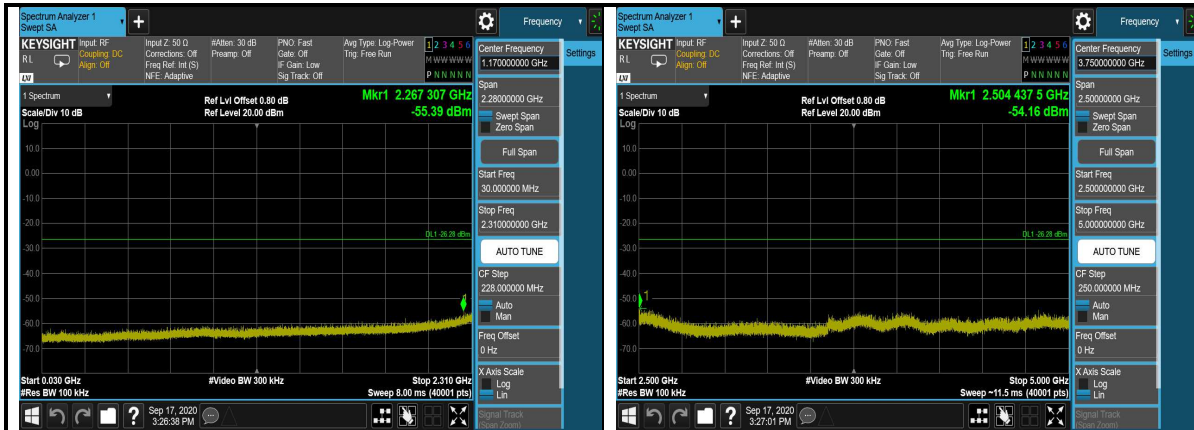 Spectrum Analyzer 1
Swept SA
KEYSIGHT
RL
LXI
Input: RF
Coupling: DC
Align: Off
Input Z: 50 Ω
Corrections: Off
Freq Ref: Int (S)
NFE: Adaptive
#Atten: 30 dB
Preamp: Off
PNO: Fast
Gate: Off
IF Gain: Low
Sig Track: Off
Avg Type: Log-Power
Trig: Free Run
1 2 3 4 5 6
M W W W W W
P N N N N N
1 Spectrum
Scale/Div 10 dB
Log
Ref Lvl Offset 0.80 dB
Ref Level 20.00 dBm
Mkr1 2.267 307 GHz
-55.39 dBm
10.0
0.00
-10.0
-20.0
-30.0
-40.0
-50.0
-60.0
-70.0
DL1 -26.28 dBm
1
Start 0.030 GHz
#Res BW 100 kHz
#Video BW 300 kHz
Stop 2.310 GHz
Sweep 8.00 ms (40001 pts)
Sep 17, 2020
3:26:38 PM
Frequency
Settings
Center Frequency
1.170000000 GHz
Span
2.28000000 GHz
Swept Span
Zero Span
Full Span
Start Freq
30.000000 MHz
Stop Freq
2.310000000 GHz
AUTO TUNE
CF Step
228.000000 MHz
Auto
Man
Freq Offset
0 Hz
X Axis Scale
Log
Lin
Signal Track
(Span Zoom)
Spectrum Analyzer 1
Swept SA
KEYSIGHT
RL
LXI
Input: RF
Coupling: DC
Align: Off
Input Z: 50 Ω
Corrections: Off
Freq Ref: Int (S)
NFE: Adaptive
#Atten: 30 dB
Preamp: Off
PNO: Fast
Gate: Off
IF Gain: Low
Sig Track: Off
Avg Type: Log-Power
Trig: Free Run
1 2 3 4 5 6
M W W W W W
P N N N N N
1 Spectrum
Scale/Div 10 dB
Log
Ref Lvl Offset 0.80 dB
Ref Level 20.00 dBm
Mkr1 2.504 437 5 GHz
-54.16 dBm
10.0
0.00
-10.0
-20.0
-30.0
-40.0
-50.0
-60.0
-70.0
DL1 -26.28 dBm
1
Start 2.500 GHz
#Res BW 100 kHz
#Video BW 300 kHz
Stop 5.000 GHz
Sweep ~11.5 ms (40001 pts)
Sep 17, 2020
3:27:01 PM
Frequency
Settings
Center Frequency
3.750000000 GHz
Span
2.50000000 GHz
Swept Span
Zero Span
Full Span
Start Freq
2.500000000 GHz
Stop Freq
5.000000000 GHz
AUTO TUNE
CF Step
250.000000 MHz
Auto
Man
Freq Offset
0 Hz
X Axis Scale
Log
Lin
Signal Track
(Span Zoom)